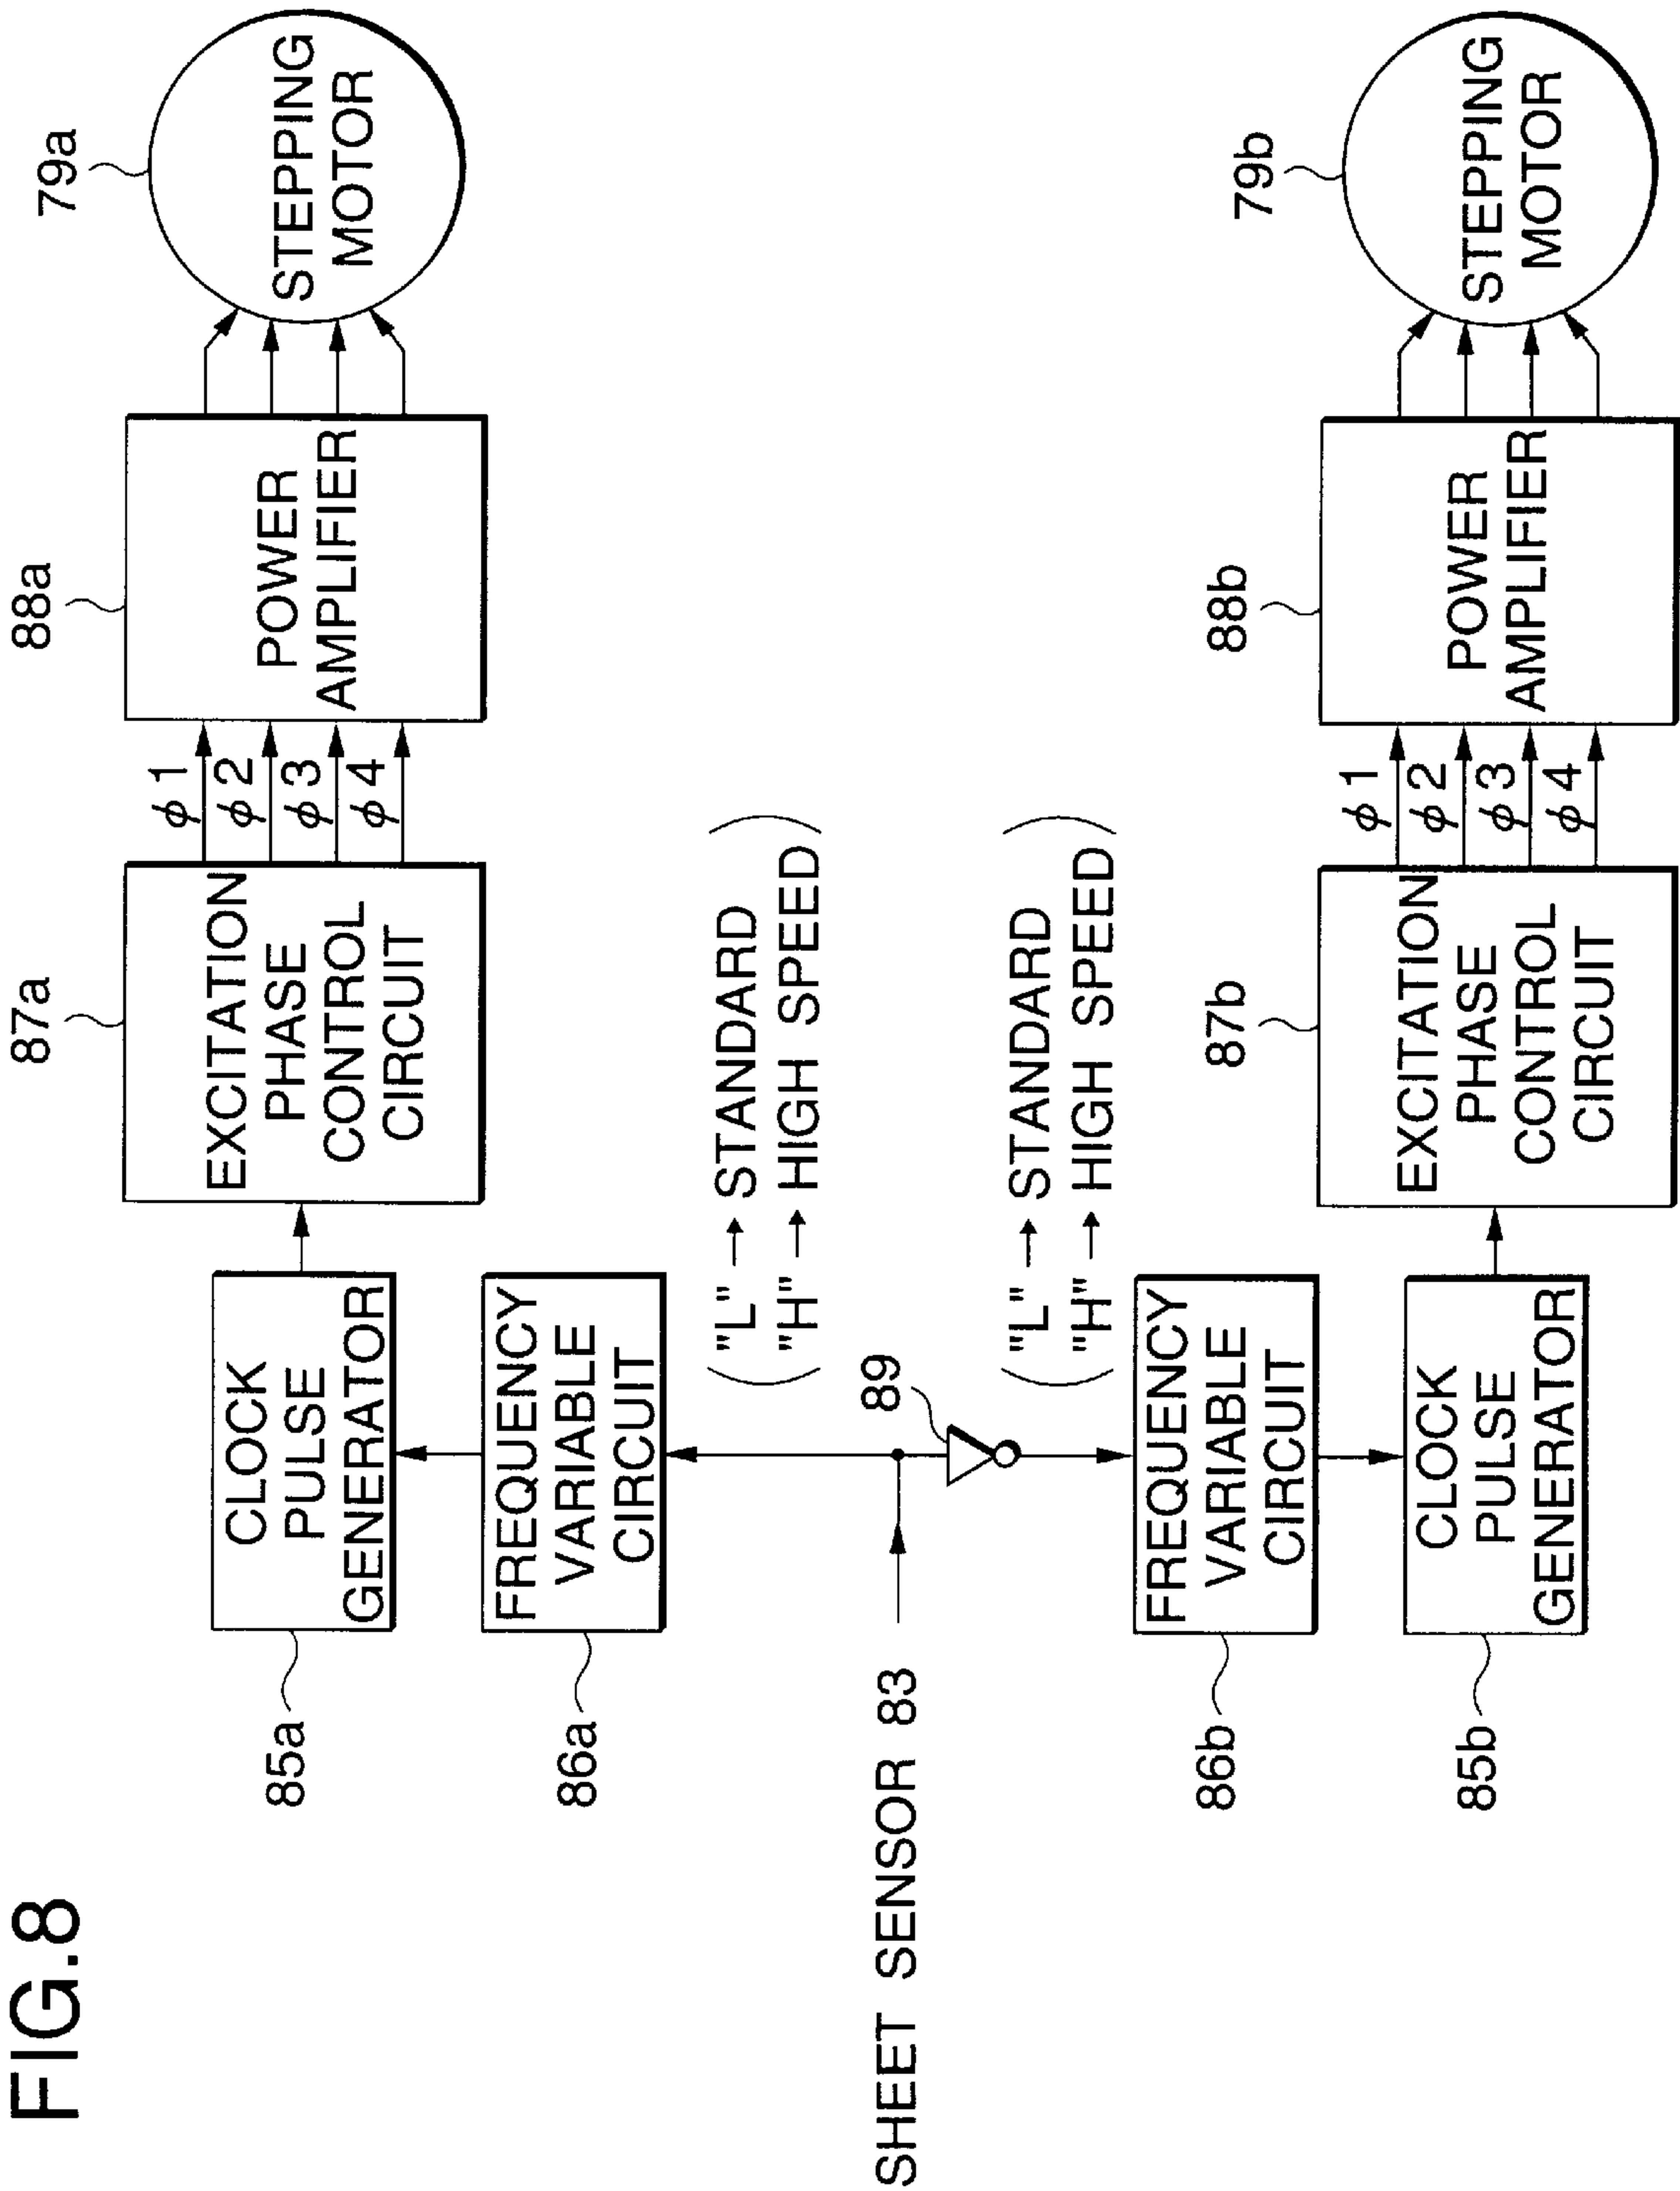 FIG.8
79a
STEPPING
MOTOR
88a
POWER
AMPLIFIER
φ1
φ2
φ3
φ4
87a
EXCITATION
PHASE
CONTROL
CIRCUIT
CLOCK
PULSE
GENERATOR
85a
FREQUENCY
VARIABLE
CIRCUIT
86a
"L" → STANDARD
"H" → HIGH SPEED
SHEET SENSOR 83
89
"L" → STANDARD
"H" → HIGH SPEED
FREQUENCY
VARIABLE
CIRCUIT
86b
CLOCK
PULSE
GENERATOR
85b
87b
EXCITATION
PHASE
CONTROL
CIRCUIT
φ1
φ2
φ3
φ4
88b
POWER
AMPLIFIER
79b
STEPPING
MOTOR